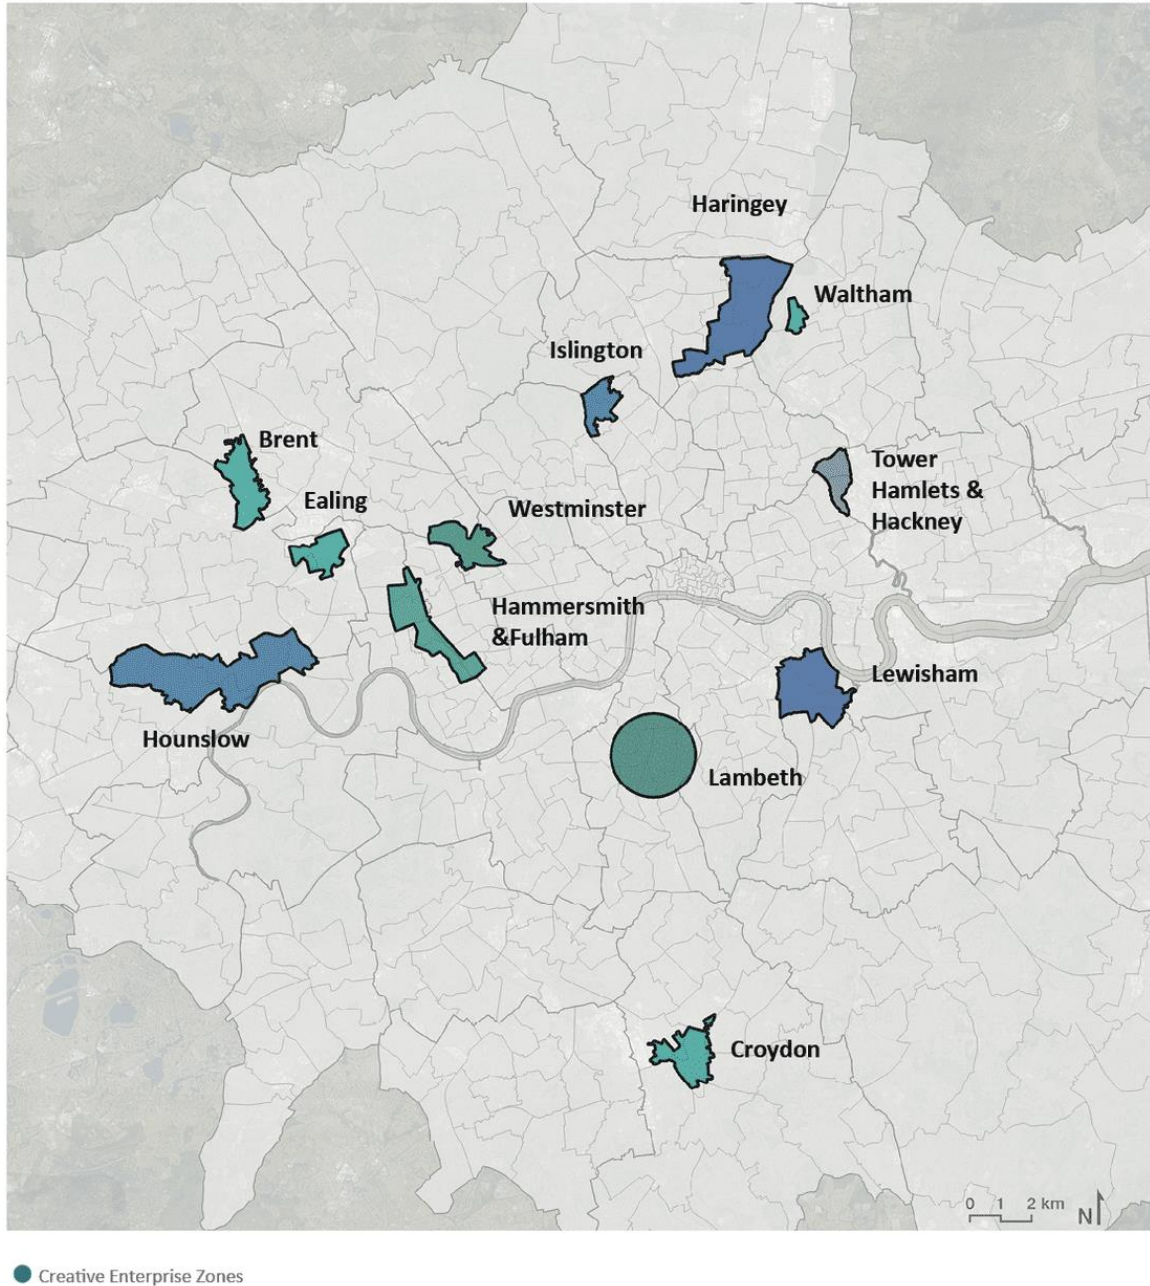 Haringey
Waltham
Islington
Brent
Tower
Hamlets &
Hackney
Ealing
Westminster
Hammersmith
&Fulham
Lewisham
Hounslow
Lambeth
Croydon
0 1 2 km N
Creative Enterprise Zones